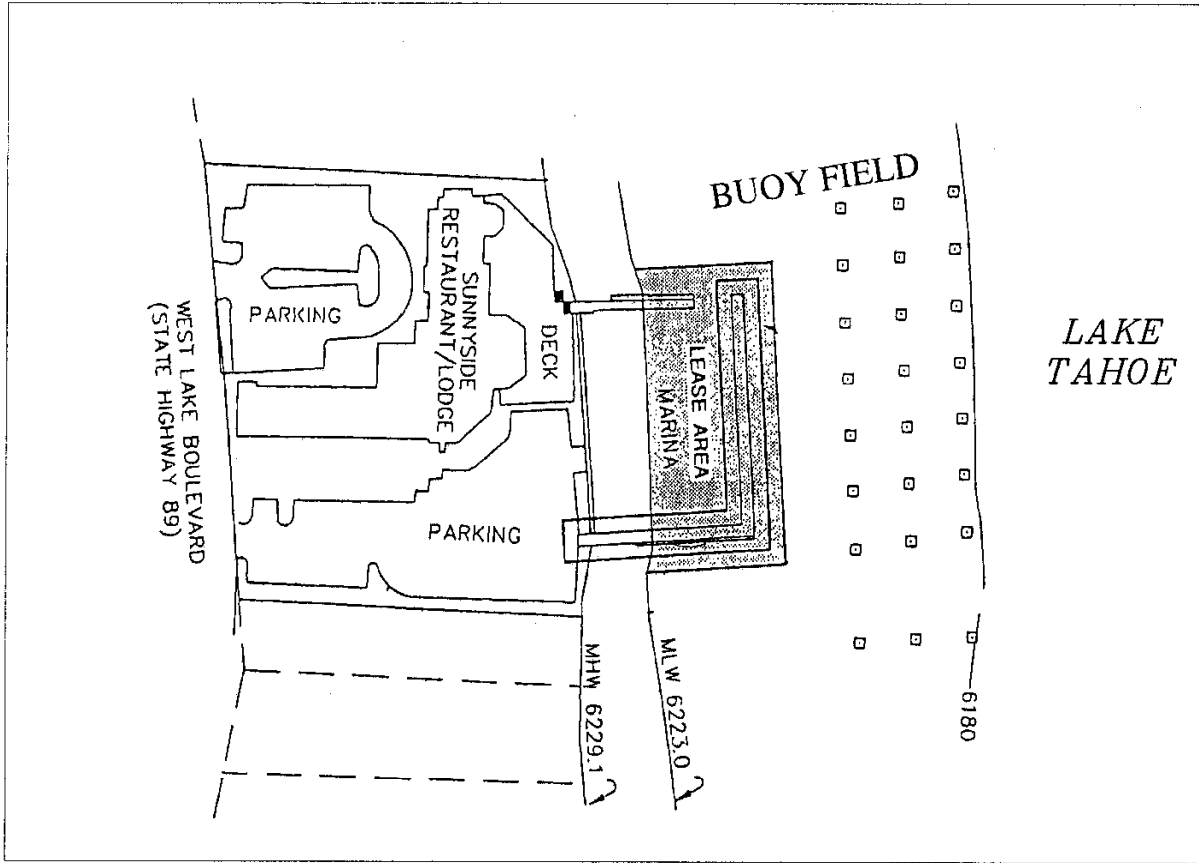 BUOY FIELD
LAKE
TAHOE
SUNNYSIDE
RESTAURANT/LODGE
PARKING
DECK
LEASE AREA
MARINA
WEST LAKE BOULEVARD
(STATE HIGHWAY 89)
PARKING
MHW 6229.1
MLW 6223.0
6180